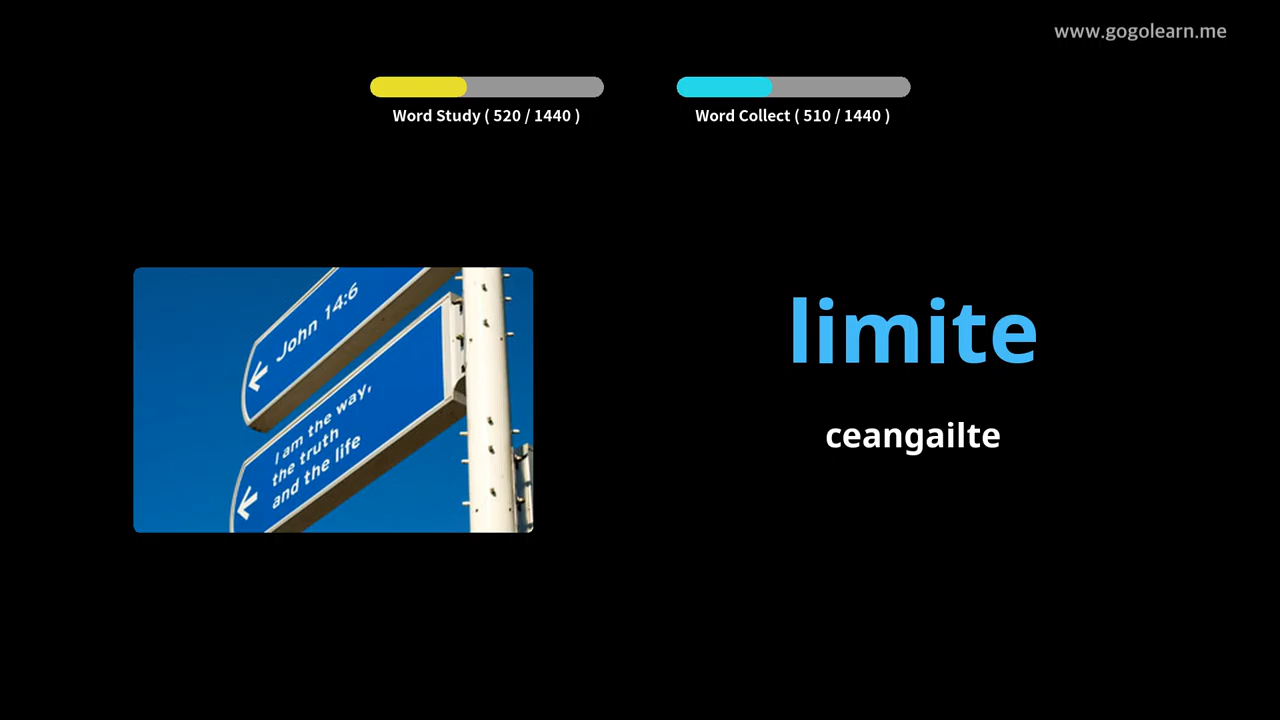 www.gogolearn.me
Word Study ( 520 / 1440 )
Word Collect ( 510 / 1440 )
John 14:6
I am the way,
the truth
and the life
limite
ceangailte